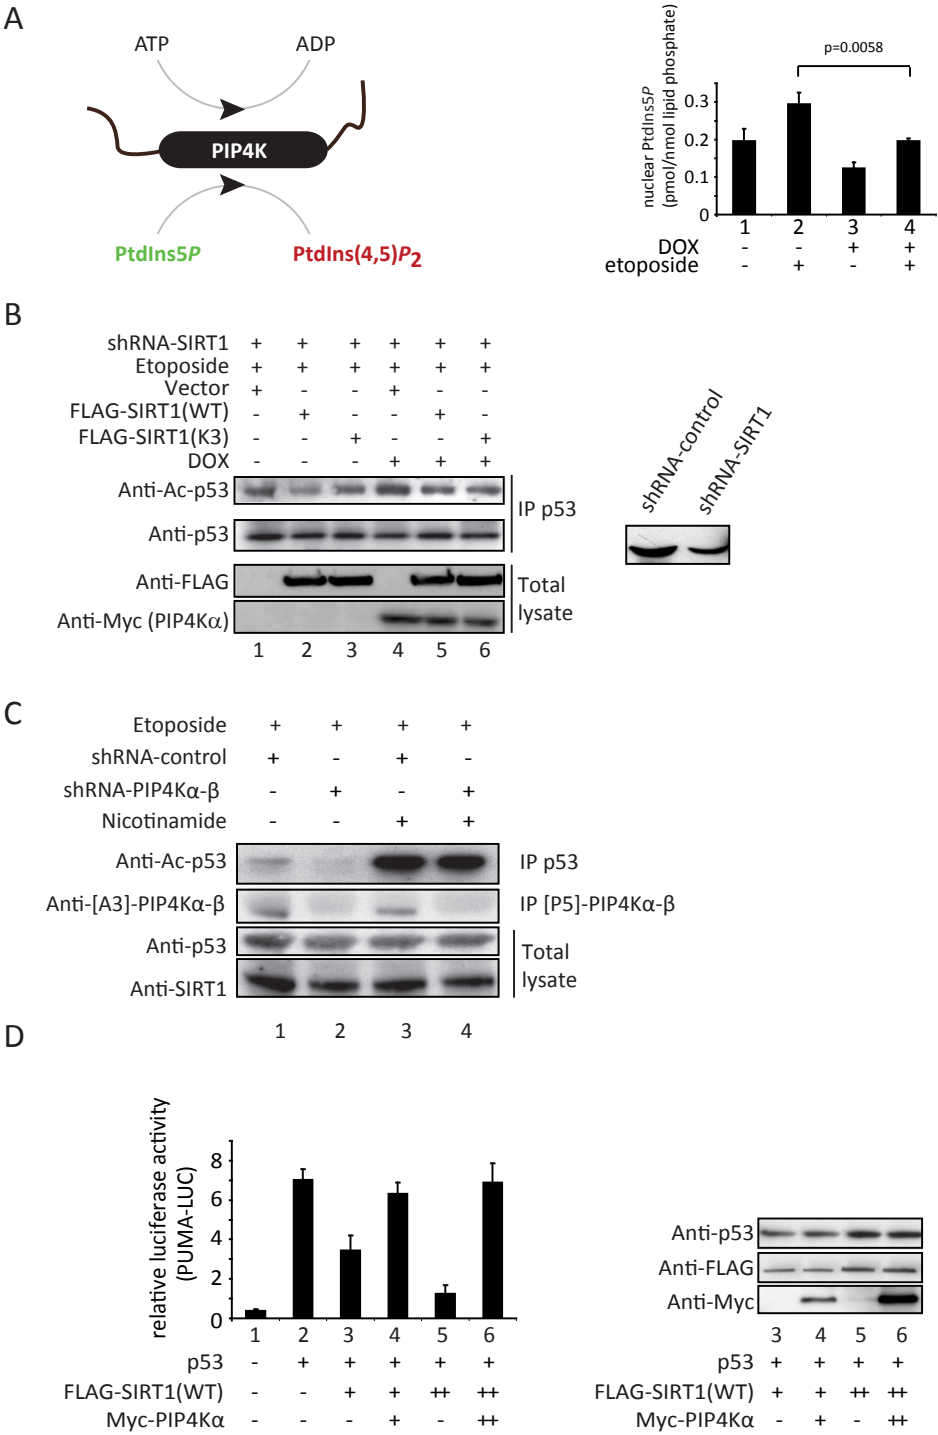 A
ATP
ADP
PIP4K
PtdIns5P
PtdIns(4,5)P2
p=0.0058
nuclear PtdIns5P
(pmol/nmol lipid phosphate)
0.3
0.2
0.1
0
1 2 3 4
DOX - - + +
etoposide - + - +
B
shRNA-SIRT1 + + + + + +
Etoposide + + + + + +
Vector + - - + - -
FLAG-SIRT1(WT) - + - - + -
FLAG-SIRT1(K3) - - + - - +
DOX - - - + + +
Anti-Ac-p53
Anti-p53
IP p53
Anti-FLAG
Anti-Myc (PIP4Kα)
Total
lysate
1 2 3 4 5 6
shRNA-control
shRNA-SIRT1
C
Etoposide + + + +
shRNA-control + - + -
shRNA-PIP4Kα-β - + - +
Nicotinamide - - + +
Anti-Ac-p53 IP p53
Anti-[A3]-PIP4Kα-β IP [P5]-PIP4Kα-β
Anti-p53
Anti-SIRT1
Total
lysate
1 2 3 4
D
relative luciferase activity
(PUMA-LUC)
8
6
4
2
0
1 2 3 4 5 6
p53 - + + + + +
FLAG-SIRT1(WT) - - + + ++ ++
Myc-PIP4Kα - - - + - ++
Anti-p53
Anti-FLAG
Anti-Myc
3 4 5 6
p53 + + + +
FLAG-SIRT1(WT) + + ++ ++
Myc-PIP4Kα - + - ++